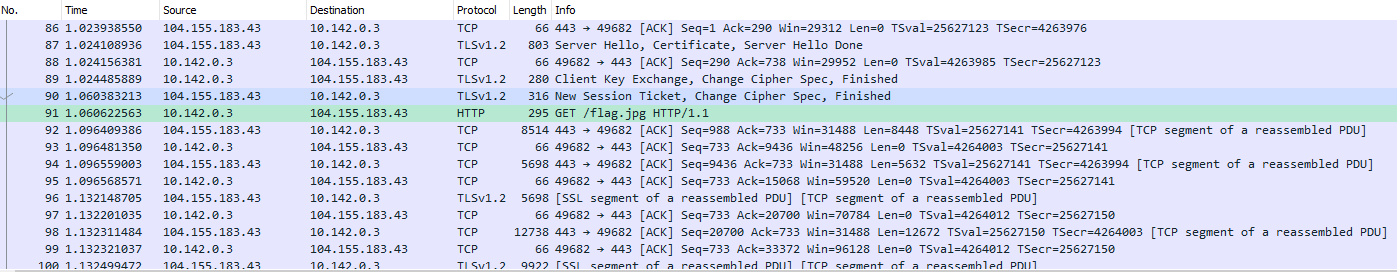 No. Time Source Destination Protocol Length Info
86 1.023938550 104.155.183.43 10.142.0.3 TCP 66 443 → 49682 [ACK] Seq=1 Ack=290 Win=29312 Len=0 TSval=25627123 TSecr=4263976
87 1.024108936 104.155.183.43 10.142.0.3 TLSv1.2 803 Server Hello, Certificate, Server Hello Done
88 1.024156381 10.142.0.3 104.155.183.43 TCP 66 49682 → 443 [ACK] Seq=290 Ack=738 Win=29952 Len=0 TSval=4263985 TSecr=25627123
89 1.024485889 10.142.0.3 104.155.183.43 TLSv1.2 280 Client Key Exchange, Change Cipher Spec, Finished
90 1.060383213 104.155.183.43 10.142.0.3 TLSv1.2 316 New Session Ticket, Change Cipher Spec, Finished
91 1.060622563 10.142.0.3 104.155.183.43 HTTP 295 GET /flag.jpg HTTP/1.1
92 1.096409386 104.155.183.43 10.142.0.3 TCP 8514 443 → 49682 [ACK] Seq=988 Ack=733 Win=31488 Len=8448 TSval=25627141 TSecr=4263994 [TCP segment of a reassembled PDU]
93 1.096481350 10.142.0.3 104.155.183.43 TCP 66 49682 → 443 [ACK] Seq=733 Ack=9436 Win=48256 Len=0 TSval=4264003 TSecr=25627141
94 1.096559003 104.155.183.43 10.142.0.3 TCP 5698 443 → 49682 [ACK] Seq=9436 Ack=733 Win=31488 Len=5632 TSval=25627141 TSecr=4263994 [TCP segment of a reassembled PDU]
95 1.096568571 10.142.0.3 104.155.183.43 TCP 66 49682 → 443 [ACK] Seq=733 Ack=15068 Win=59520 Len=0 TSval=4264003 TSecr=25627141
96 1.132148705 104.155.183.43 10.142.0.3 TLSv1.2 5698 [SSL segment of a reassembled PDU] [TCP segment of a reassembled PDU]
97 1.132201035 10.142.0.3 104.155.183.43 TCP 66 49682 → 443 [ACK] Seq=733 Ack=20700 Win=70784 Len=0 TSval=4264012 TSecr=25627150
98 1.132311484 104.155.183.43 10.142.0.3 TCP 12738 443 → 49682 [ACK] Seq=20700 Ack=733 Win=31488 Len=12672 TSval=25627150 TSecr=4264003 [TCP segment of a reassembled PDU]
99 1.132321037 10.142.0.3 104.155.183.43 TCP 66 49682 → 443 [ACK] Seq=733 Ack=33372 Win=96128 Len=0 TSval=4264012 TSecr=25627150
100 1.132499472 104.155.183.43 10.142.0.3 TLSv1.2 9922 [SSL segment of a reassembled PDU] [TCP segment of a reassembled PDU]